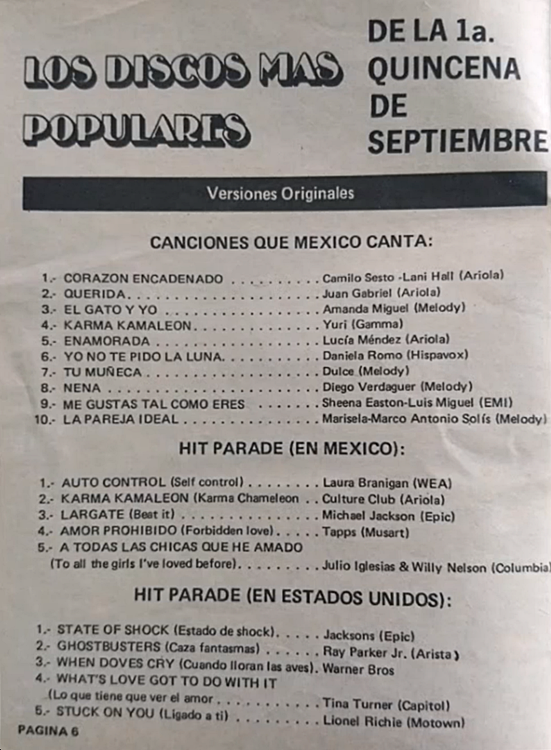 LOS DISCOS MAS
POPULARES
DE LA 1a.
QUINCENA
DE
SEPTIEMBRE
Versiones Originales
CANCIONES QUE MEXICO CANTA:
1.- CORAZON ENCADENADO . . . . . . . . . Camilo Sesto -Lani Hall (Ariola)
2.- QUERIDA. . . . . . . . . . . . . . . . . . . . Juan Gabriel (Ariola)
3.- EL GATO Y YO . . . . . . . . . . . . . . . . Amanda Miguel (Melody)
4.- KARMA KAMALEON. . . . . . . . . . . . . Yuri (Gamma)
5.- ENAMORADA . . . . . . . . . . . . . . . . . Lucía Méndez (Ariola)
6.- YO NO TE PIDO LA LUNA. . . . . . . . . . Daniela Romo (Hispavox)
7.- TU MUÑECA . . . . . . . . . . . . . . . . . . Dulce (Melody)
8.- NENA . . . . . . . . . . . . . . . . . . . . . . Diego Verdaguer (Melody)
9.- ME GUSTAS TAL COMO ERES . . . . . . . Sheena Easton-Luis Miguel (EMI)
10.- LA PAREJA IDEAL . . . . . . . . . . . . . . Marisela-Marco Antonio Solís (Melody)
HIT PARADE (EN MEXICO):
1.- AUTO CONTROL (Self control) . . . . . . . Laura Branigan (WEA)
2.- KARMA KAMALEON (Karma Chameleon . . Culture Club (Ariola)
3.- LARGATE (Beat it) . . . . . . . . . . . . . . . Michael Jackson (Epic)
4.- AMOR PROHIBIDO (Forbidden love) . . . . . Tapps (Musart)
5.- A TODAS LAS CHICAS QUE HE AMADO
(To all the girls I've loved before). . . . . . . . . Julio Iglesias & Willy Nelson (Columbia)
HIT PARADE (EN ESTADOS UNIDOS):
1.- STATE OF SHOCK (Estado de shock). . . . . Jacksons (Epic)
2.- GHOSTBUSTERS (Caza fantasmas) . . . . . . Ray Parker Jr. (Arista)
3.- WHEN DOVES CRY (Cuando lloran las aves). Warner Bros
4.- WHAT'S LOVE GOT TO DO WITH IT
(Lo que tiene que ver el amor . . . . . . . . . . . Tina Turner (Capitol)
5.- STUCK ON YOU (Ligado a ti) . . . . . . . . . . Lionel Richie (Motown)
PAGINA 6